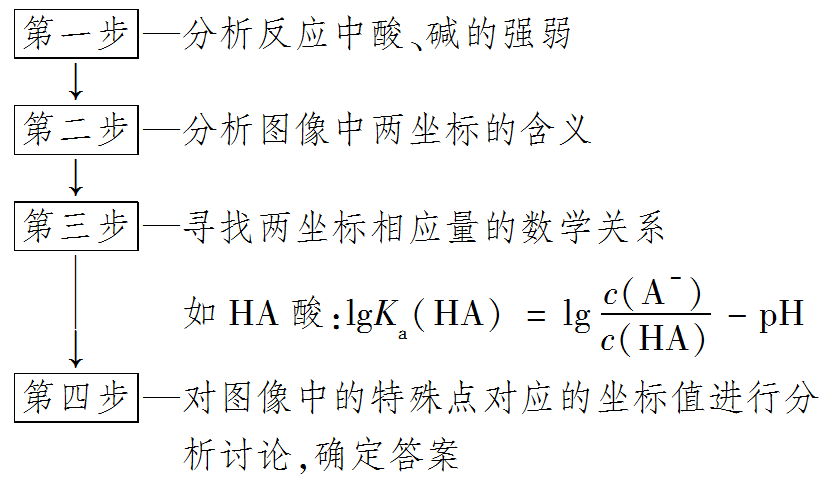 第一步—分析反应中酸、碱的强弱
第二步—分析图像中两坐标的含义
第三步—寻找两坐标相应量的数学关系
如 HA 酸:lgKₐ(HA) = lg c(A⁻)/c(HA) - pH
第四步—对图像中的特殊点对应的坐标值进行分
析讨论,确定答案